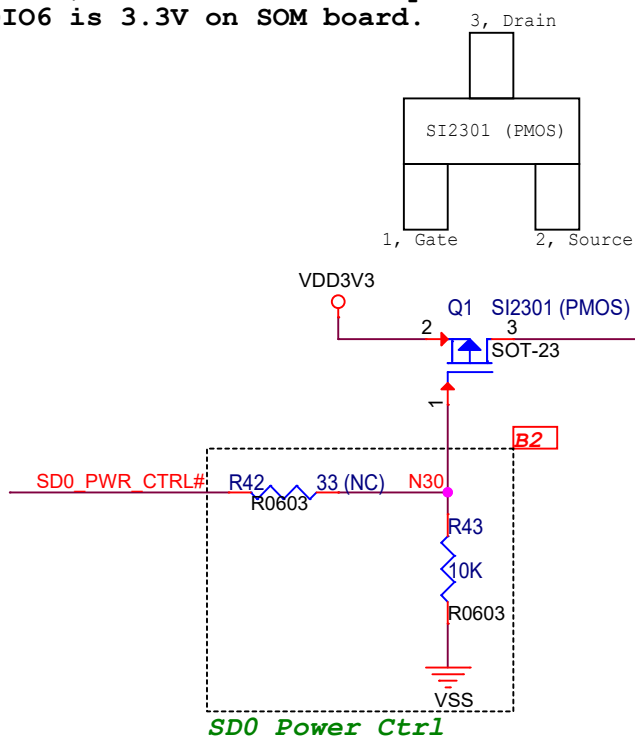 DIO6 is 3.3V on SOM board.
3, Drain
SI2301 (PMOS)
1, Gate
2, Source
VDD3V3
Q1 SI2301 (PMOS)
2
3
SOT-23
1
B2
SD0_PWR_CTRL#
R42
33 (NC)
N30
R0603
R43
10K
R0603
VSS
SD0 Power Ctrl